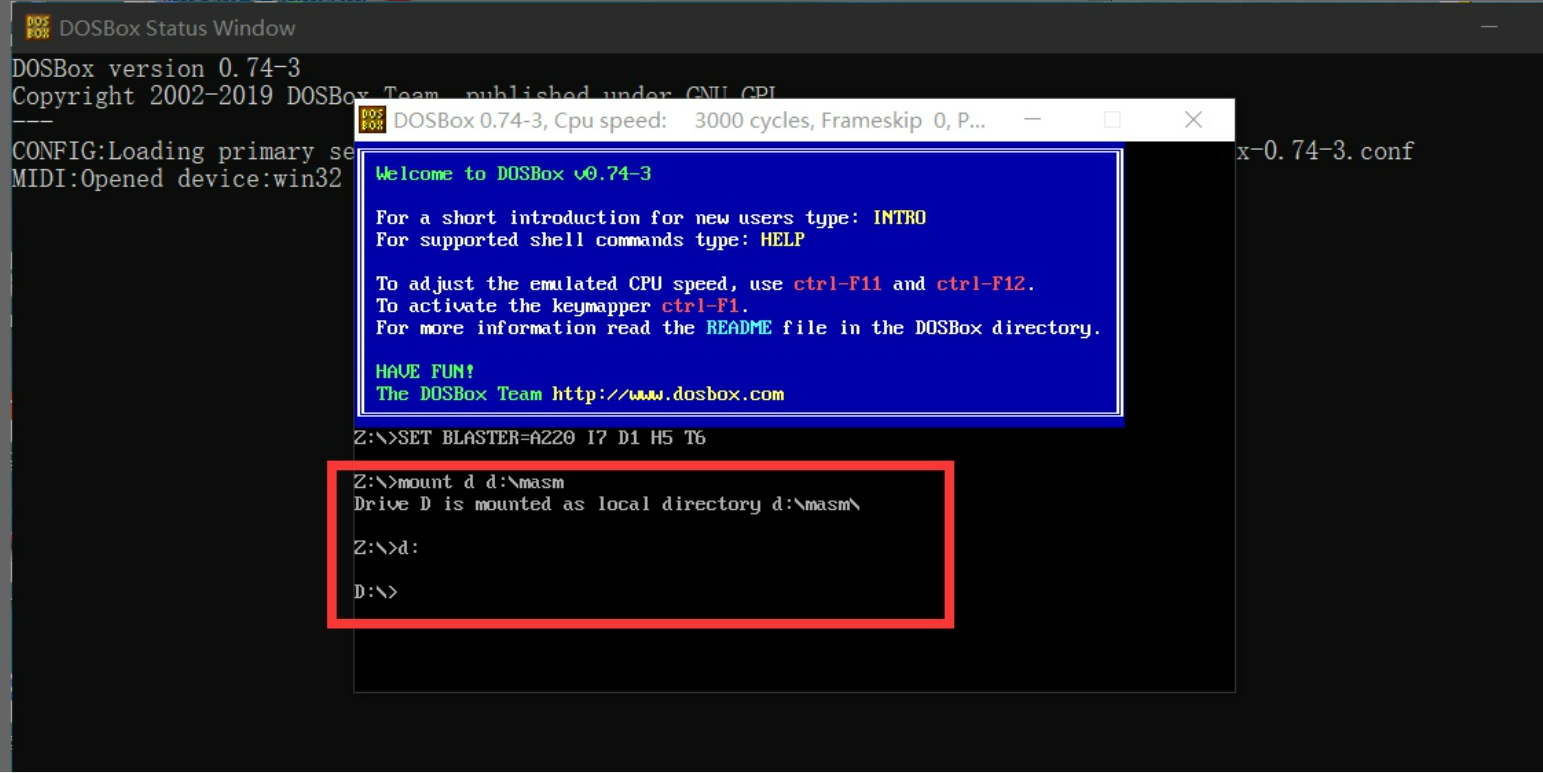 DOSBox Status Window
DOSBox version 0.74-3
Copyright 2002-2019 DOSBox Team, published under GNU GPL.
---
CONFIG:Loading primary se
x-0.74-3.conf
MIDI:Opened device:win32
DOSBox 0.74-3, Cpu speed: 3000 cycles, Frameskip 0, P...
Welcome to DOSBox v0.74-3
For a short introduction for new users type: INTRO
For supported shell commands type: HELP
To adjust the emulated CPU speed, use ctrl-F11 and ctrl-F12.
To activate the keymapper ctrl-F1.
For more information read the README file in the DOSBox directory.
HAVE FUN!
The DOSBox Team http://www.dosbox.com
Z:\>SET BLASTER=A220 I7 D1 H5 T6
Z:\>mount d d:\masm
Drive D is mounted as local directory d:\masm\
Z:\>d:
D:\>